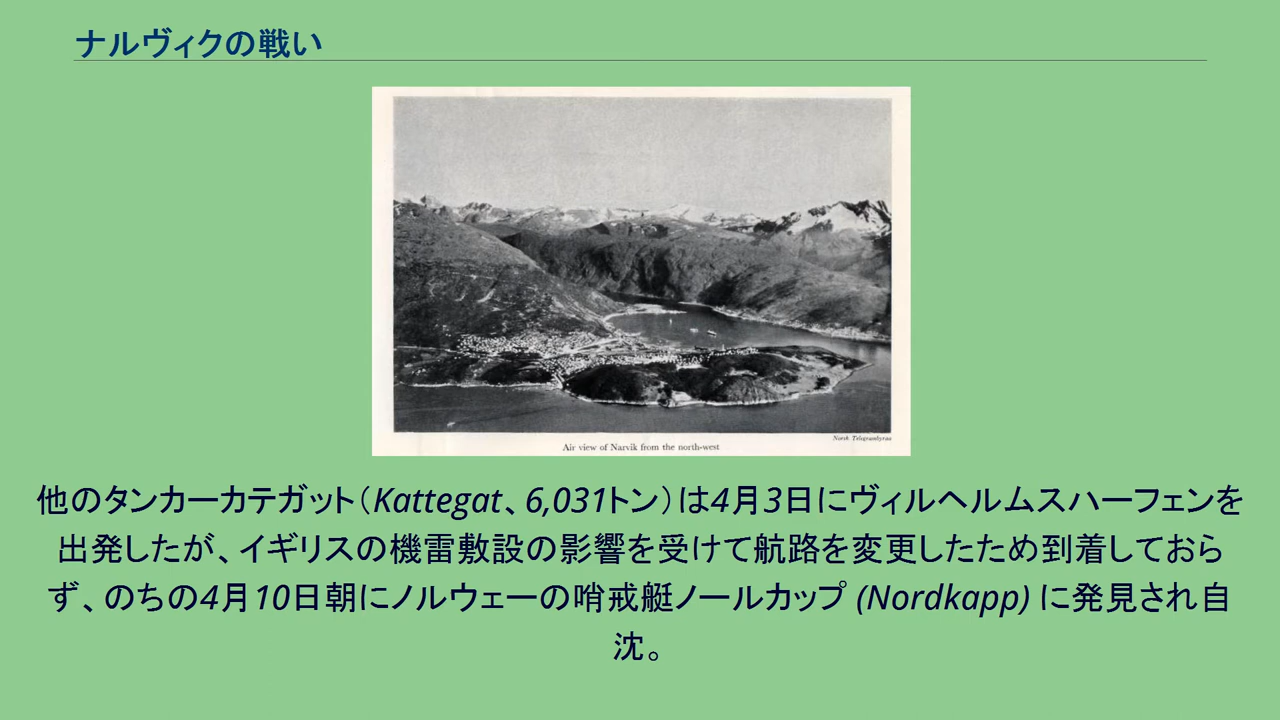 ナルヴィクの戦い
Air view of Narvik from the north-west
Norsk Telegrambyrau
他のタンカーカテガット（Kattegat、6,031トン）は4月3日にヴィルヘルムスハーフェンを
出発したが、イギリスの機雷敷設の影響を受けて航路を変更したため到着しておら
ず、のちの4月10日朝にノルウェーの哨戒艇ノールカップ (Nordkapp) に発見され自
沈。